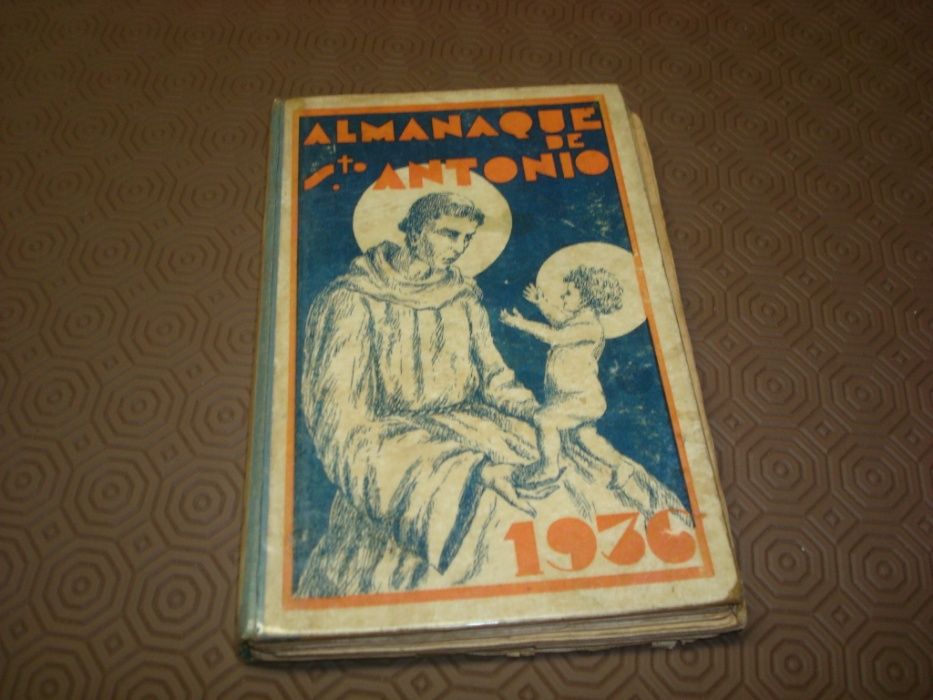 ALMANAQUE
DE
S.to ANTONIO
1936